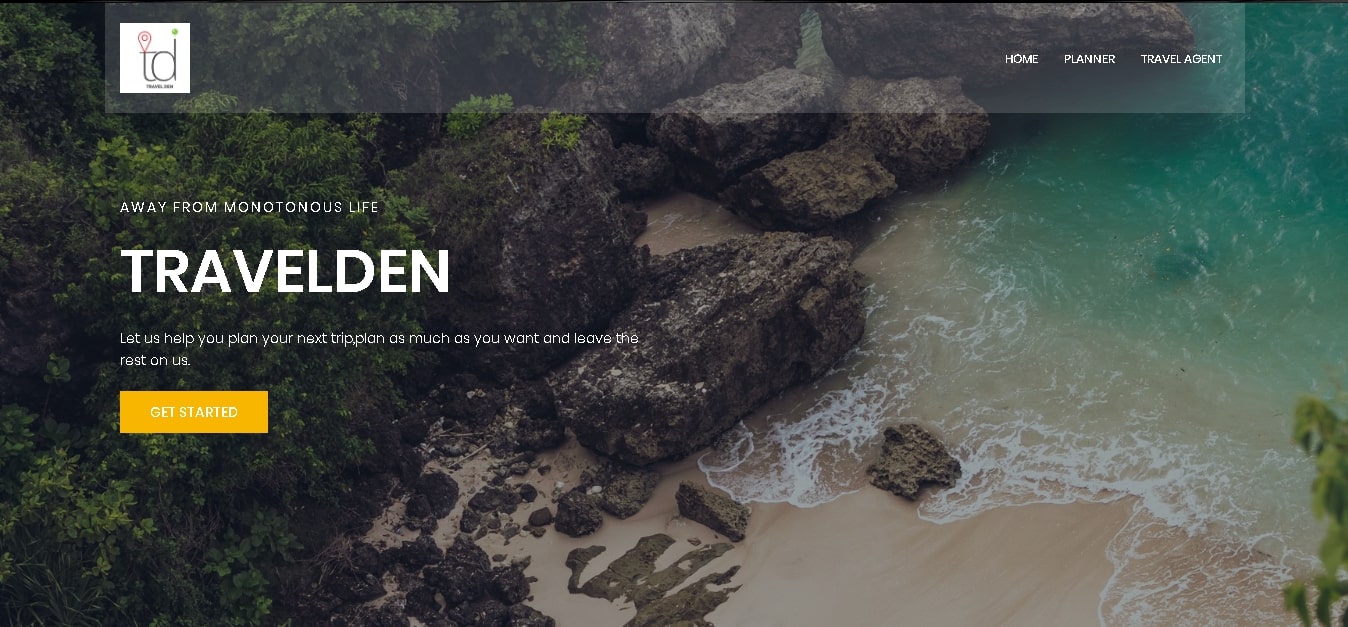 td
TRAVEL DEN
HOME PLANNER TRAVEL AGENT
AWAY FROM MONOTONOUS LIFE
TRAVELDEN
Let us help you plan your next trip,plan as much as you want and leave the
rest on us.
GET STARTED